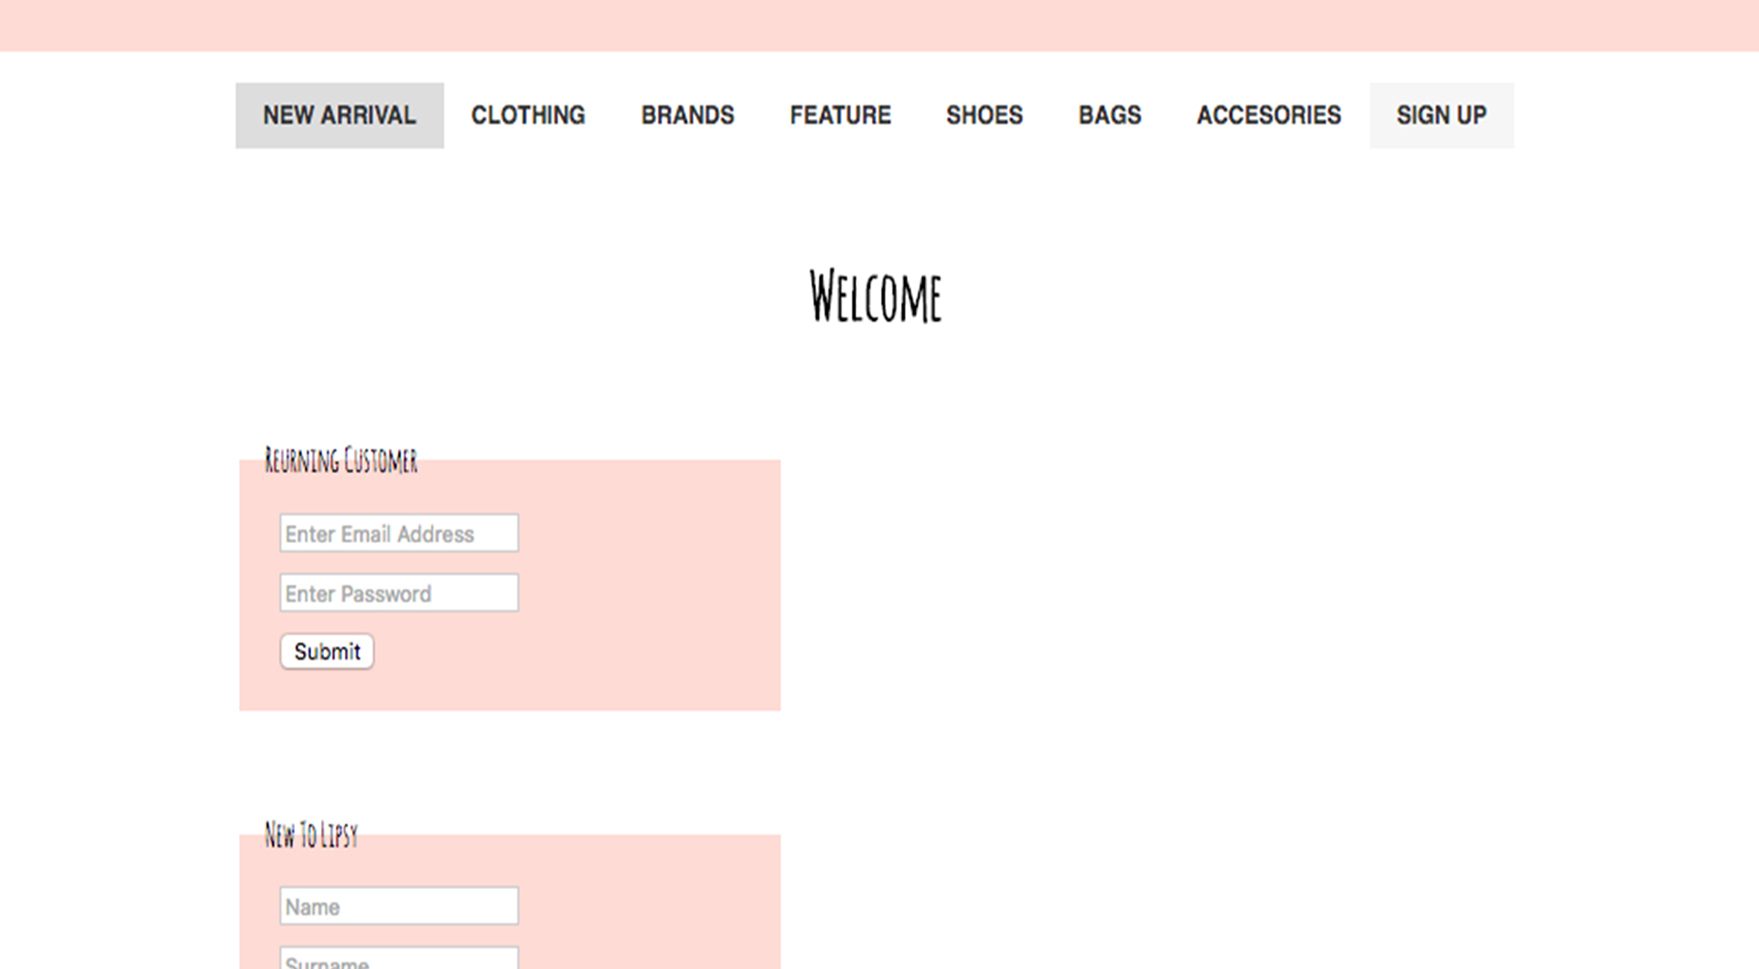 NEW ARRIVAL CLOTHING BRANDS FEATURE SHOES BAGS ACCESORIES SIGN UP
Welcome
Reurning Customer
Enter Email Address
Enter Password
Submit
New To Lipsy
Name
Surname